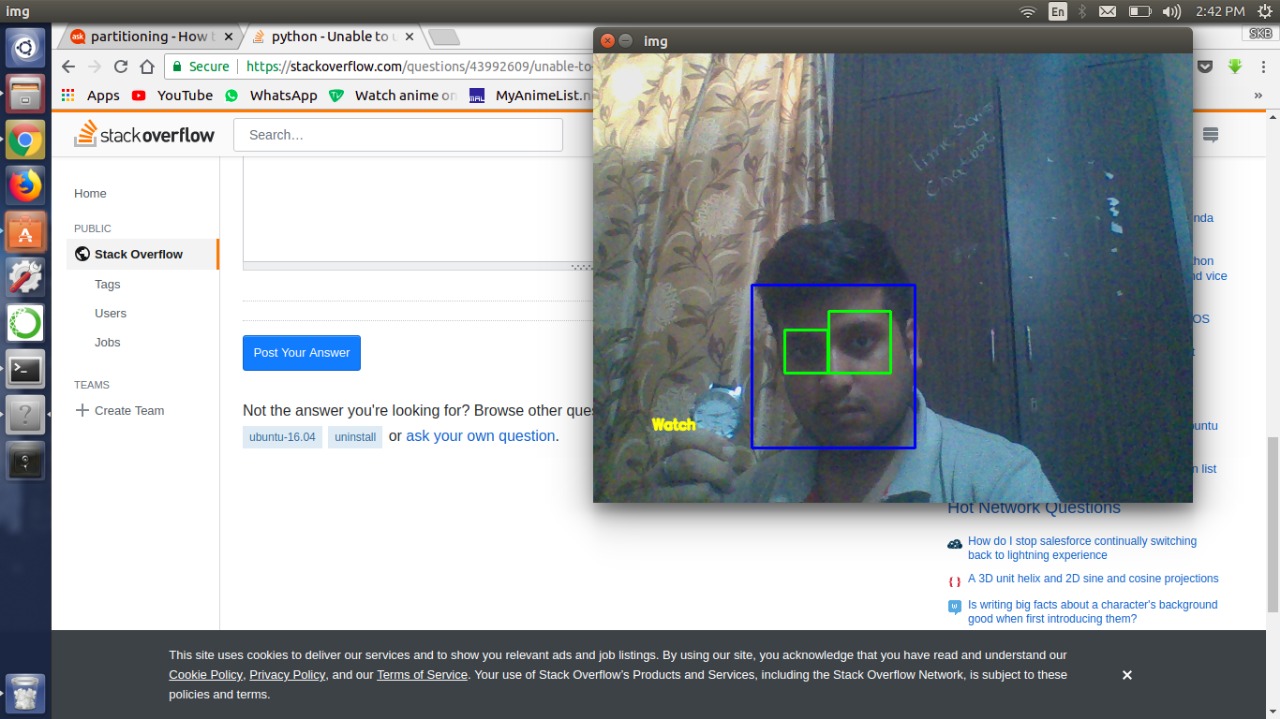 img
En
2:42 PM
SKB
partitioning - How t
python - Unable to u
img
Secure
https://stackoverflow.com/questions/43992609/unable-to
Apps
YouTube
WhatsApp
Watch anime on
MyAnimeList.n
»
stackoverflow
Search…
Time
Home
PUBLIC
Stack Overflow
Tags
Users
Jobs
TEAMS
Create Team
Post Your Answer
Watch
Not the answer you're looking for? Browse other ques
ubuntu-16.04 uninstall or ask your own question.
nda
thon
nd vice
OS
t
untu
n list
Hot Network Questions
How do I stop salesforce continually switching
back to lightning experience
A 3D unit helix and 2D sine and cosine projections
Is writing big facts about a character's background
good when first introducing them?
This site uses cookies to deliver our services and to show you relevant ads and job listings. By using our site, you acknowledge that you have read and understand our
Cookie Policy, Privacy Policy, and our Terms of Service. Your use of Stack Overflow's Products and Services, including the Stack Overflow Network, is subject to these
policies and terms.